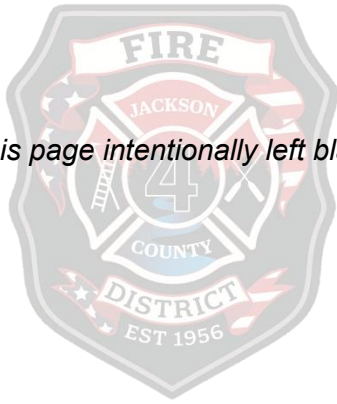 FIRE
JACKSON
is page intentionally left bl
4
COUNTY
DISTRICT
EST 1956